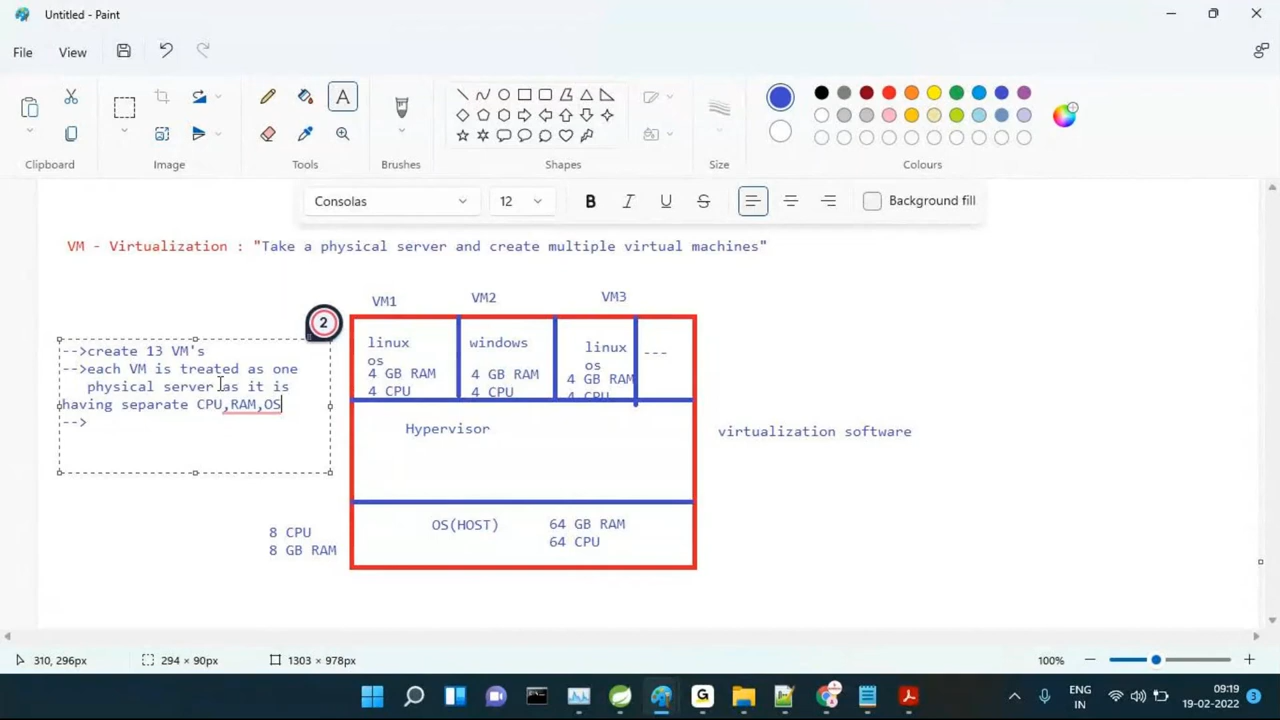 Untitled - Paint
File
View
Clipboard
Image
Tools
Brushes
Shapes
Size
Colours
Consolas
12
B
I
U
S
Background fill
VM - Virtualization : "Take a physical server and create multiple virtual machines"
VM1
VM2
VM3
2
linux
os
4 GB RAM
4 CPU
windows
4 GB RAM
4 CPU
linux
os
4 GB RAM
4 CPU
---
-->create 13 VM's
-->each VM is treated as one
physical server as it is
having separate CPU,RAM,OS
-->
Hypervisor
virtualization software
8 CPU
8 GB RAM
OS(HOST)
64 GB RAM
64 CPU
310, 296px
294 × 90px
1303 × 978px
100%
ENG
IN
09:19
19-02-2022
3